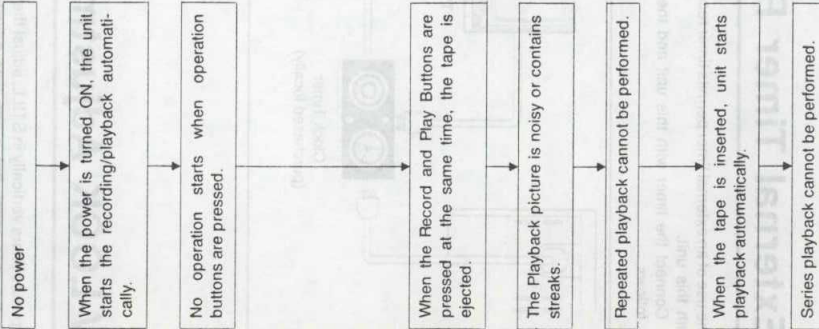 No power
When the power is turned ON, the unit
starts the recording/playback automati-
cally.
No operation starts when operation
buttons are pressed.
When the Record and Play Buttons are
pressed at the same time, the tape is
ejected.
The Playback picture is noisy or contains
streaks.
Repeated playback cannot be performed.
When the tape is inserted, unit starts
playback automatically.
Series playback cannot be performed.
External Timer